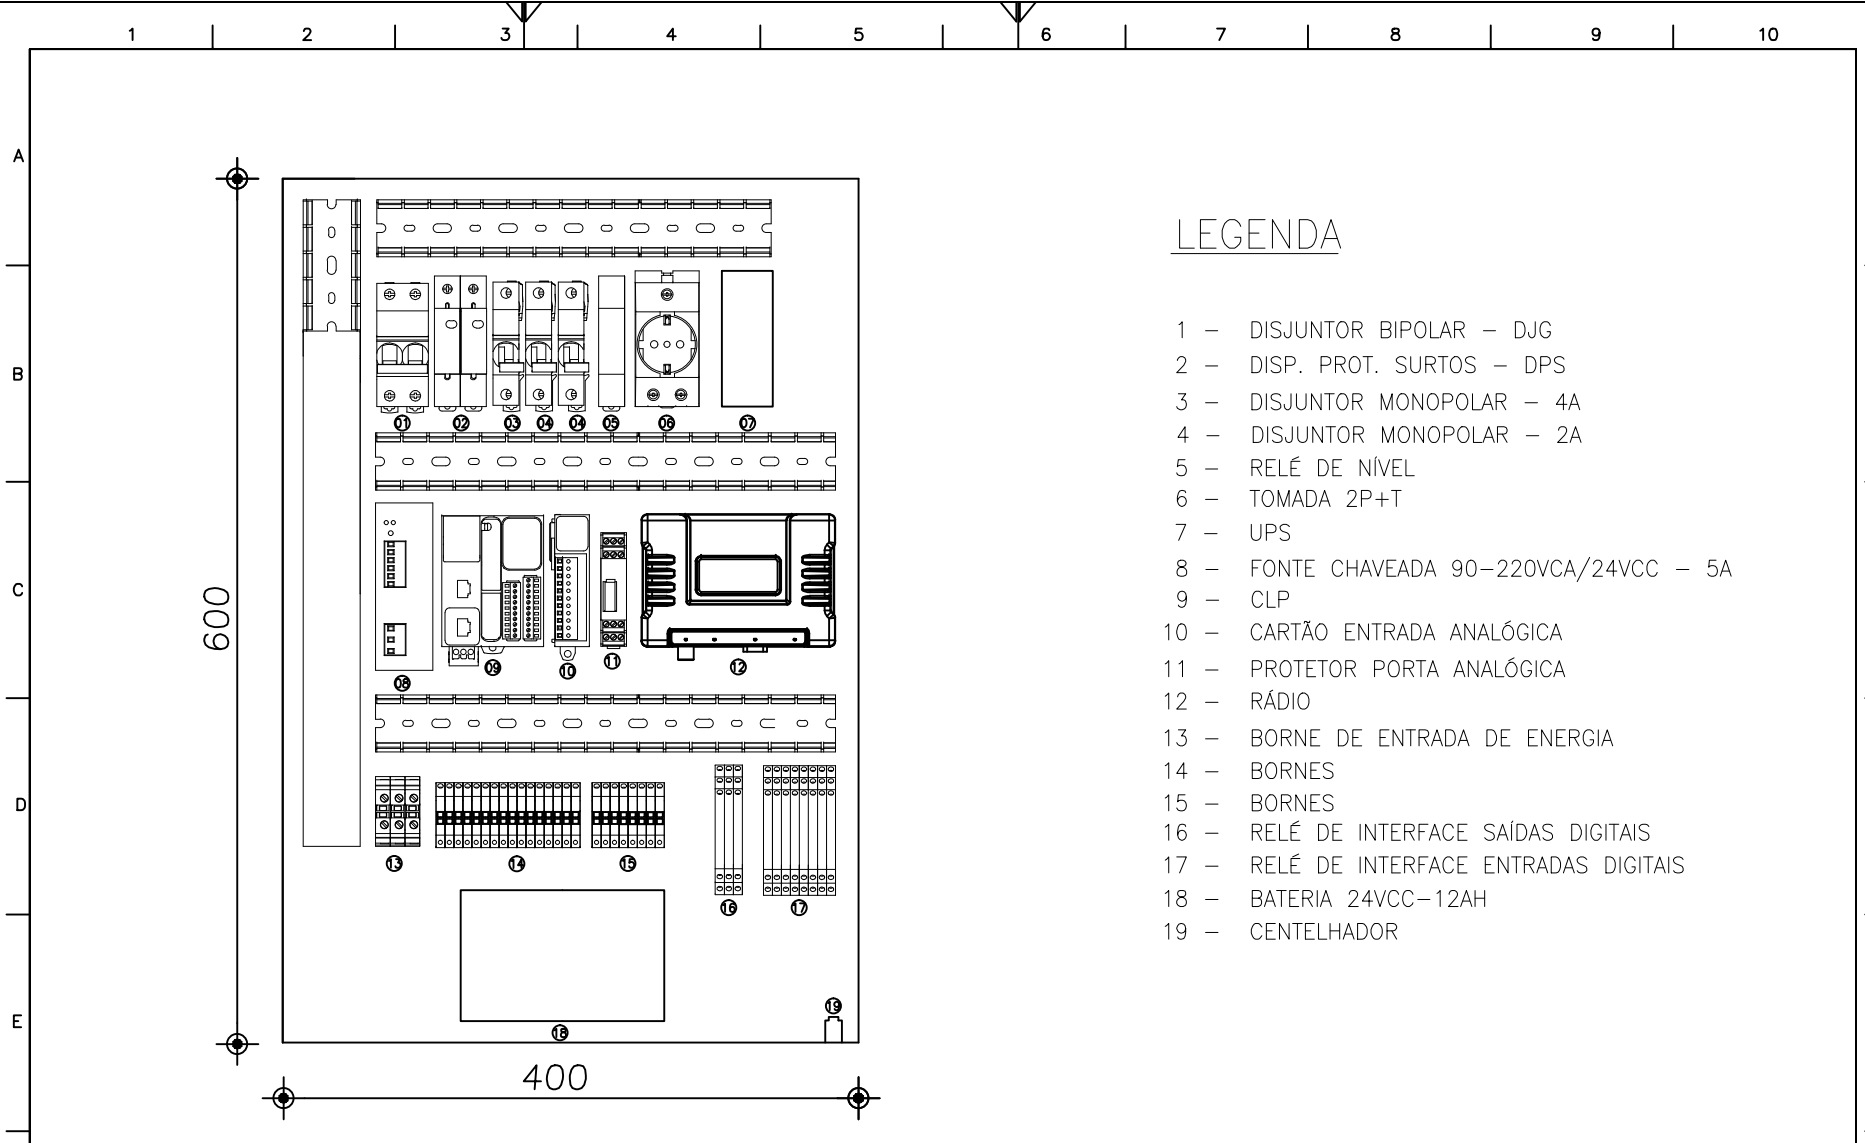 1 2 3 4 5 6 7 8 9 10
A
B
C
D
E
600
400
01 02 03 04 04 05 06 07
08 09 10 11 12
13 14 15 16 17
18 19
LEGENDA
1 – DISJUNTOR BIPOLAR – DJG
2 – DISP. PROT. SURTOS – DPS
3 – DISJUNTOR MONOPOLAR – 4A
4 – DISJUNTOR MONOPOLAR – 2A
5 – RELÉ DE NÍVEL
6 – TOMADA 2P+T
7 – UPS
8 – FONTE CHAVEADA 90–220VCA/24VCC – 5A
9 – CLP
10 – CARTÃO ENTRADA ANALÓGICA
11 – PROTETOR PORTA ANALÓGICA
12 – RÁDIO
13 – BORNE DE ENTRADA DE ENERGIA
14 – BORNES
15 – BORNES
16 – RELÉ DE INTERFACE SAÍDAS DIGITAIS
17 – RELÉ DE INTERFACE ENTRADAS DIGITAIS
18 – BATERIA 24VCC–12AH
19 – CENTELHADOR